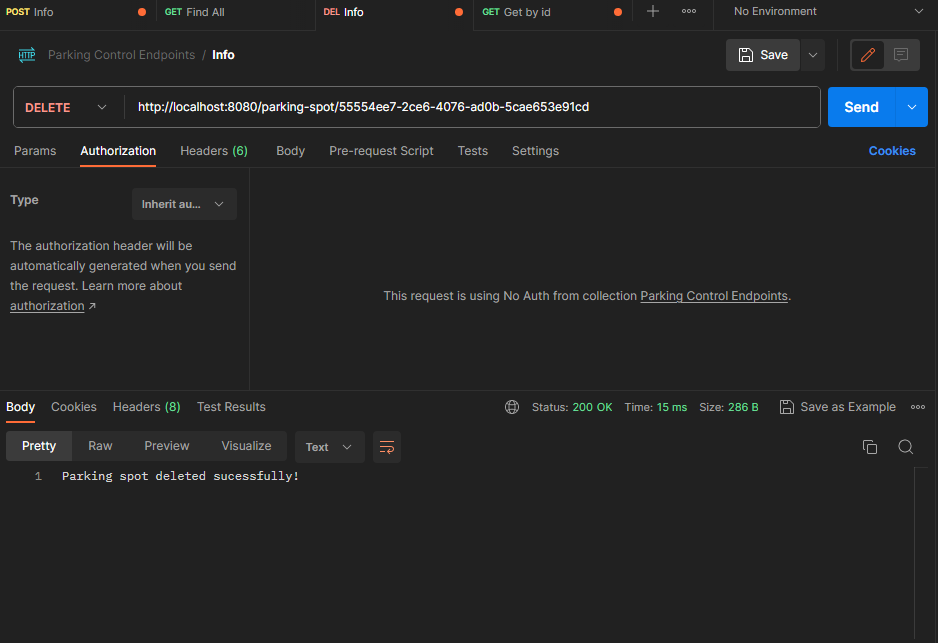 POST Info GET Find All DEL Info GET Get by id No Environment
HTTP Parking Control Endpoints / Info Save
DELETE http://localhost:8080/parking-spot/55554ee7-2ce6-4076-ad0b-5cae653e91cd Send
Params Authorization Headers (6) Body Pre-request Script Tests Settings Cookies
Type Inherit au...
The authorization header will be
automatically generated when you send
the request. Learn more about
authorization ↗
This request is using No Auth from collection Parking Control Endpoints.
Body Cookies Headers (8) Test Results Status: 200 OK Time: 15 ms Size: 286 B Save as Example
Pretty Raw Preview Visualize Text
1 Parking spot deleted sucessfully!